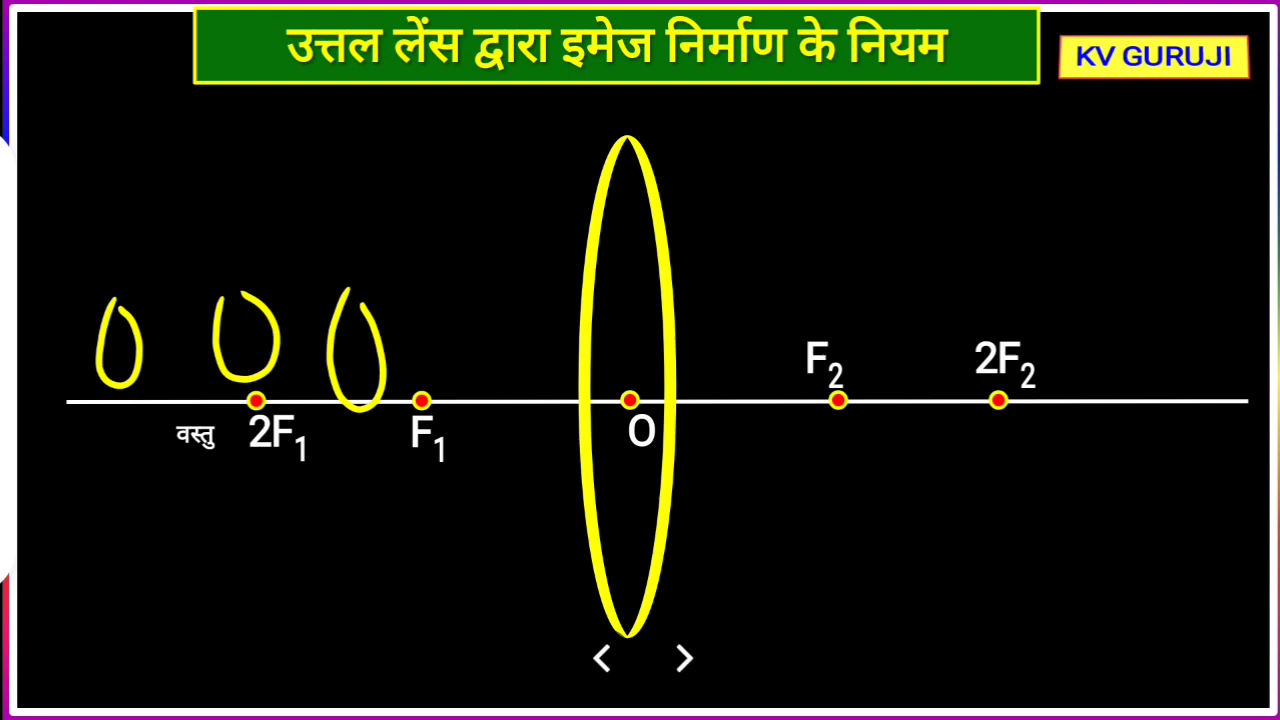 उत्तल लेंस द्वारा इमेज निर्माण के नियम
KV GURUJI
F2 2F2
वस्तु 2F1 F1 O